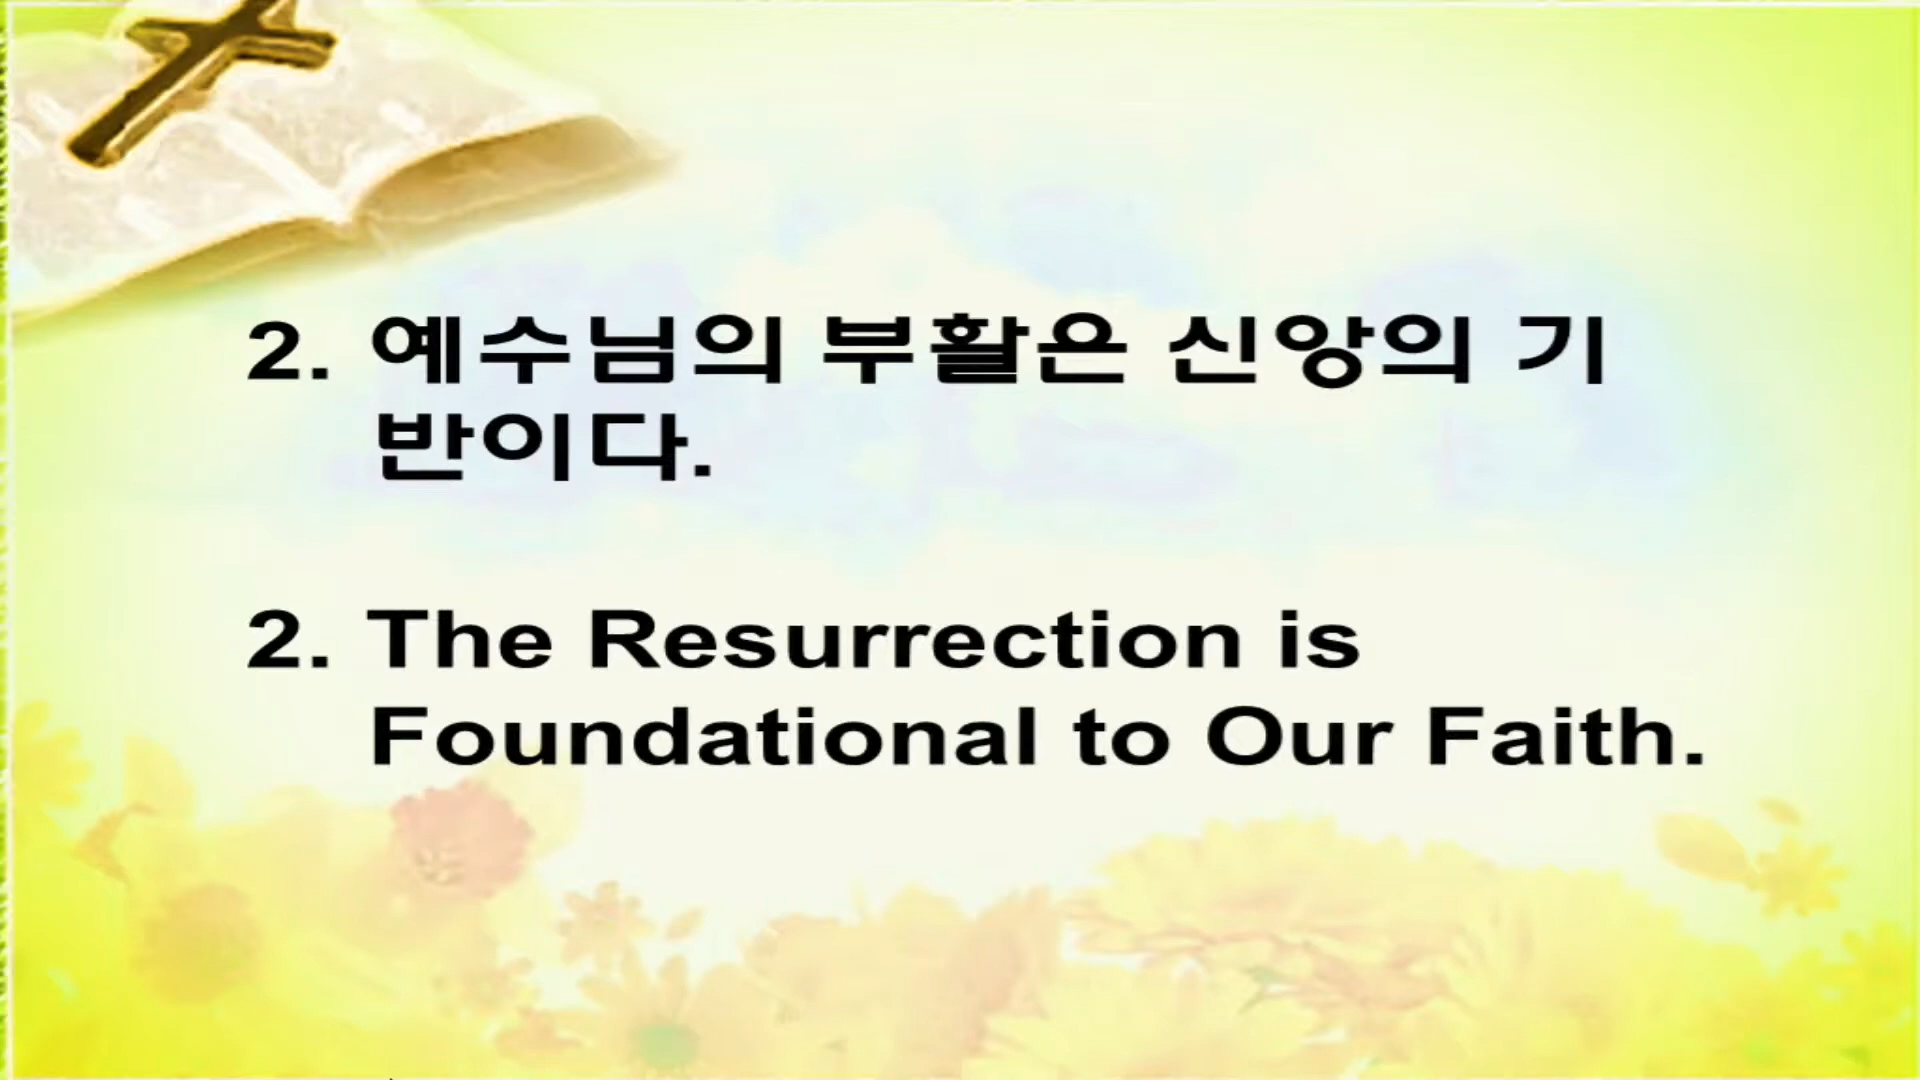 2. 예수님의 부활은 신앙의 기
반이다.
2. The Resurrection is
Foundational to Our Faith.